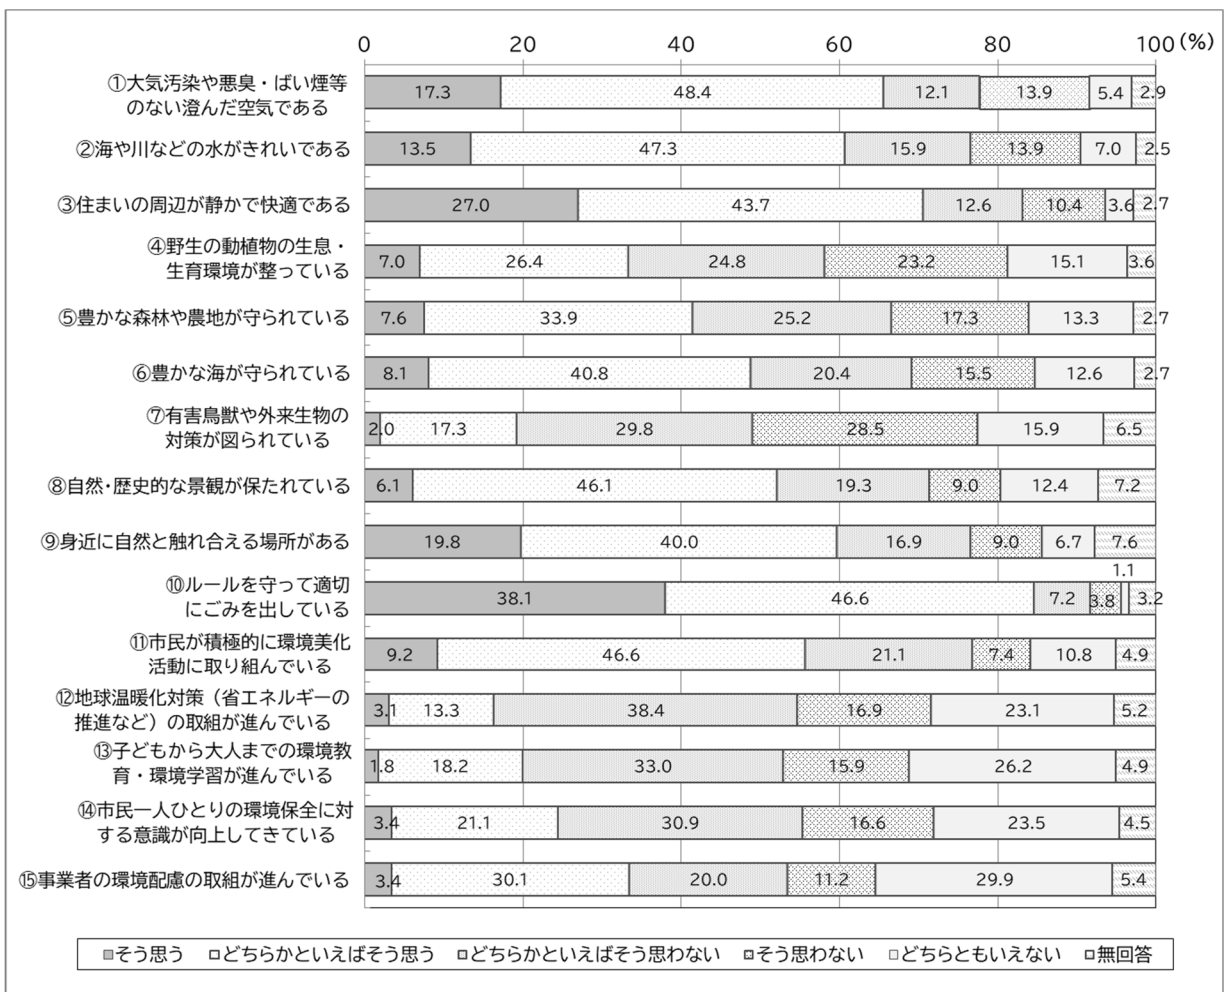 0 20 40 60 80 100 (%)
①大気汚染や悪臭・ばい煙等
のない澄んだ空気である
17.3 48.4 12.1 13.9 5.4 2.9
②海や川などの水がきれいである
13.5 47.3 15.9 13.9 7.0 2.5
③住まいの周辺が静かで快適である
27.0 43.7 12.6 10.4 3.6 2.7
④野生の動植物の生息・
生育環境が整っている
7.0 26.4 24.8 23.2 15.1 3.6
⑤豊かな森林や農地が守られている
7.6 33.9 25.2 17.3 13.3 2.7
⑥豊かな海が守られている
8.1 40.8 20.4 15.5 12.6 2.7
⑦有害鳥獣や外来生物の
対策が図られている
2.0 17.3 29.8 28.5 15.9 6.5
⑧自然・歴史的な景観が保たれている
6.1 46.1 19.3 9.0 12.4 7.2
⑨身近に自然と触れ合える場所がある
19.8 40.0 16.9 9.0 6.7 7.6
⑩ルールを守って適切
にごみを出している
38.1 46.6 7.2 3.8 1.1 3.2
⑪市民が積極的に環境美化
活動に取り組んでいる
9.2 46.6 21.1 7.4 10.8 4.9
⑫地球温暖化対策（省エネルギーの
推進など）の取組が進んでいる
3.1 13.3 38.4 16.9 23.1 5.2
⑬子どもから大人までの環境教
育・環境学習が進んでいる
1.8 18.2 33.0 15.9 26.2 4.9
⑭市民一人ひとりの環境保全に対
する意識が向上してきている
3.4 21.1 30.9 16.6 23.5 4.5
⑮事業者の環境配慮の取組が進んでいる
3.4 30.1 20.0 11.2 29.9 5.4
そう思う どちらかといえばそう思う どちらかといえばそう思わない そう思わない どちらともいえない 無回答